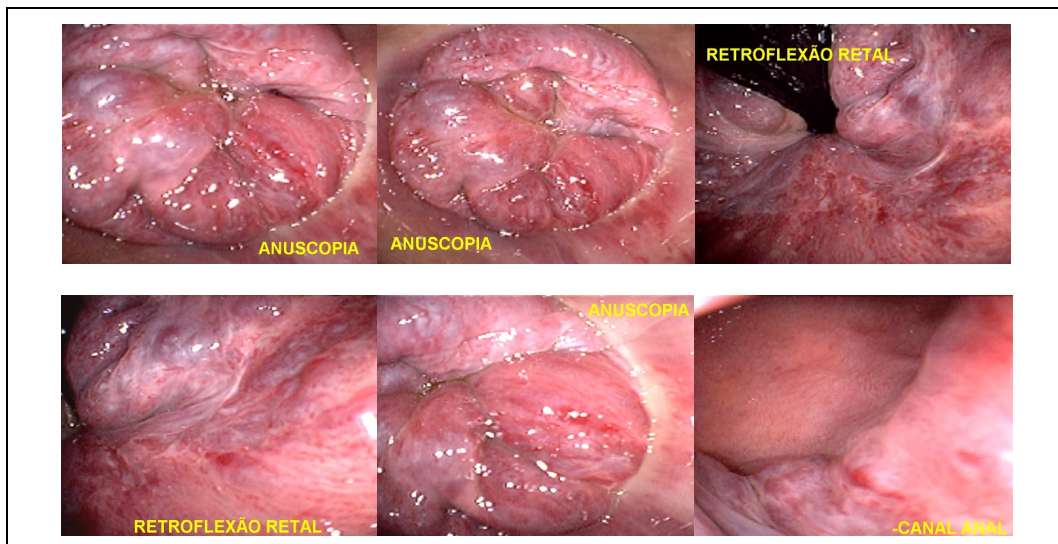 ANUSCOPIA
ANUSCOPIA
RETROFLEXÃO RETAL
RETROFLEXÃO RETAL
ANUSCOPIA
-CANAL ANAL